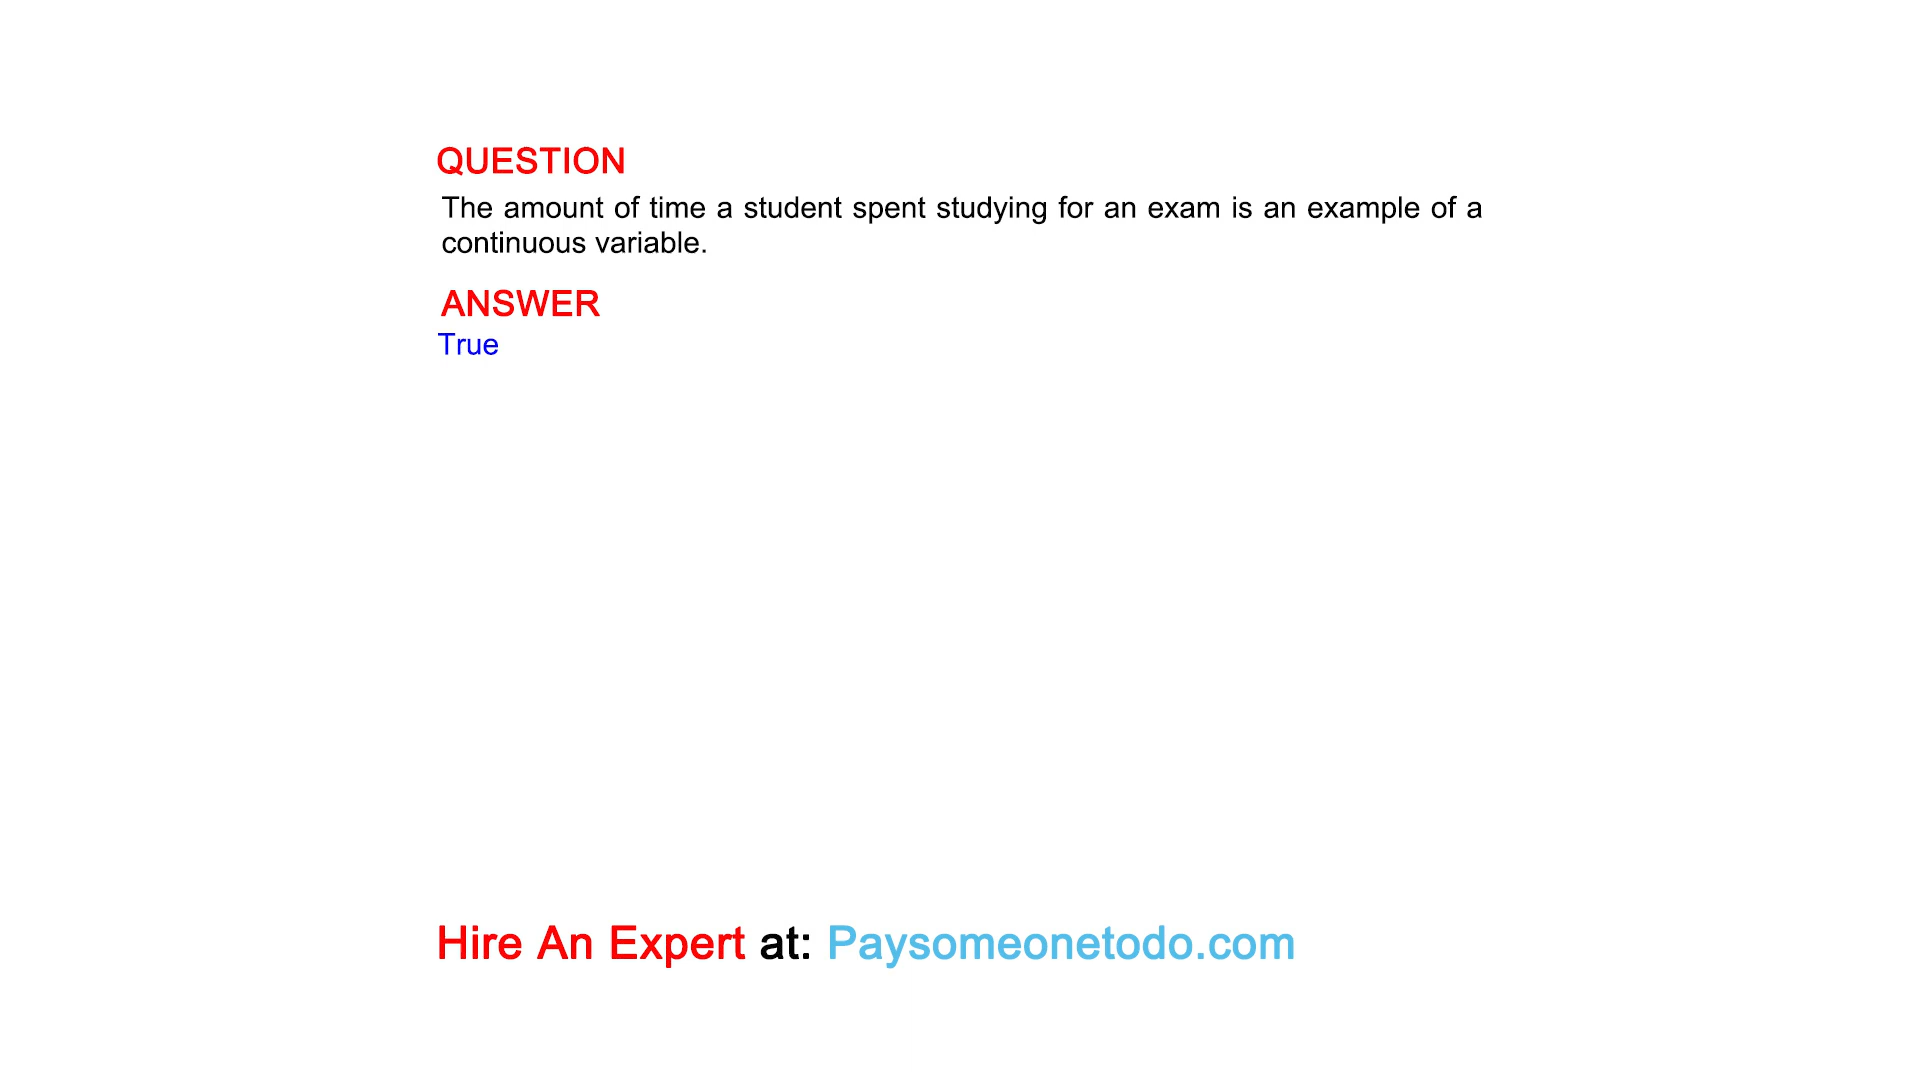 QUESTION
The amount of time a student spent studying for an exam is an example of a
continuous variable.
ANSWER
True
Hire An Expert at: Paysomeonetodo.com